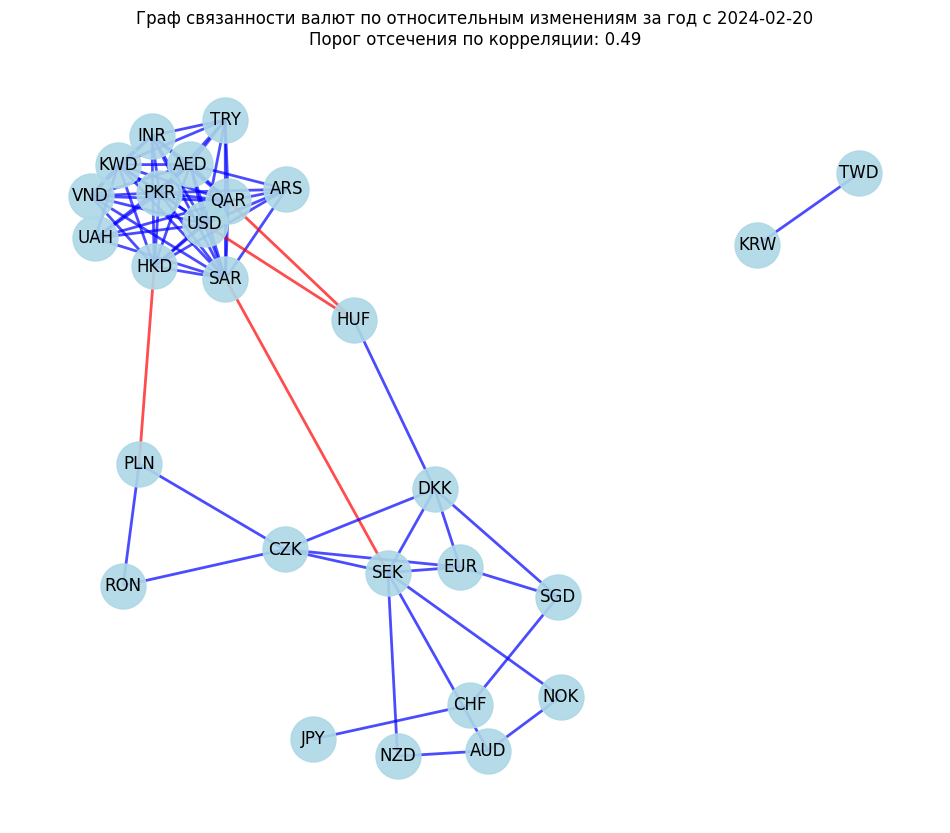 Граф связанности валют по относительным изменениям за год с 2024-02-20
Порог отсечения по корреляции: 0.49
TRY
INR
KWD
AED
TWD
VND
PKR
QAR
ARS
USD
UAH
KRW
HKD
SAR
HUF
PLN
DKK
CZK
EUR
SEK
RON
SGD
NOK
CHF
JPY
NZD
AUD